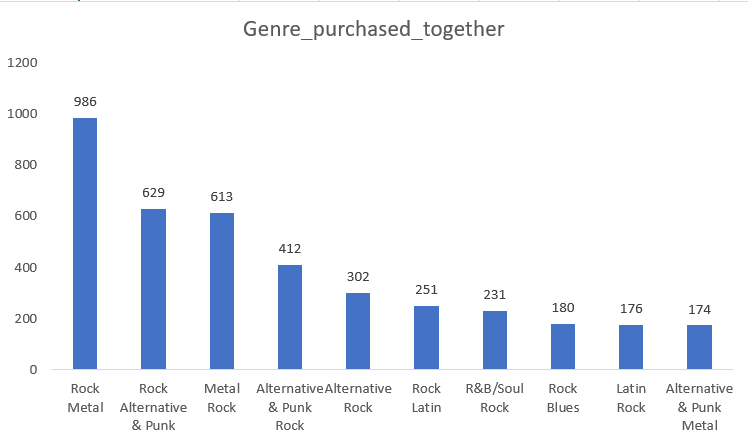 Genre_purchased_together
1200
1000
800
600
400
200
0
986
629
613
412
302
251
231
180
176
174
Rock
Metal
Rock
Alternative
& Punk
Metal
Rock
Alternative
& Punk
Rock
Alternative
Rock
Rock
Latin
R&B/Soul
Rock
Rock
Blues
Latin
Rock
Alternative
& Punk
Metal